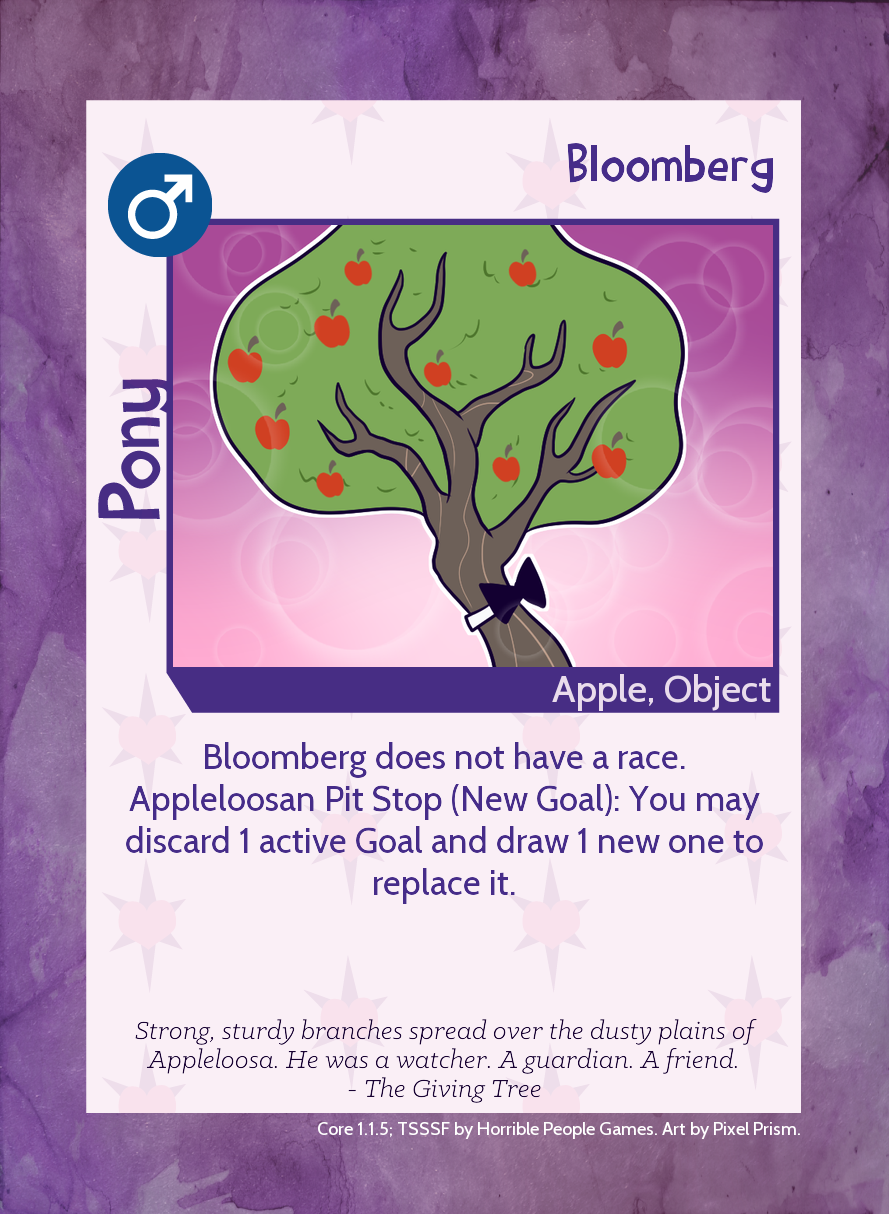 Bloomberg
Pony
Apple, Object
Bloomberg does not have a race.
Appleloosan Pit Stop (New Goal): You may
discard 1 active Goal and draw 1 new one to
replace it.
Strong, sturdy branches spread over the dusty plains of
Appleloosa. He was a watcher. A guardian. A friend.
- The Giving Tree
Core 1.1.5; TSSSF by Horrible People Games. Art by Pixel Prism.